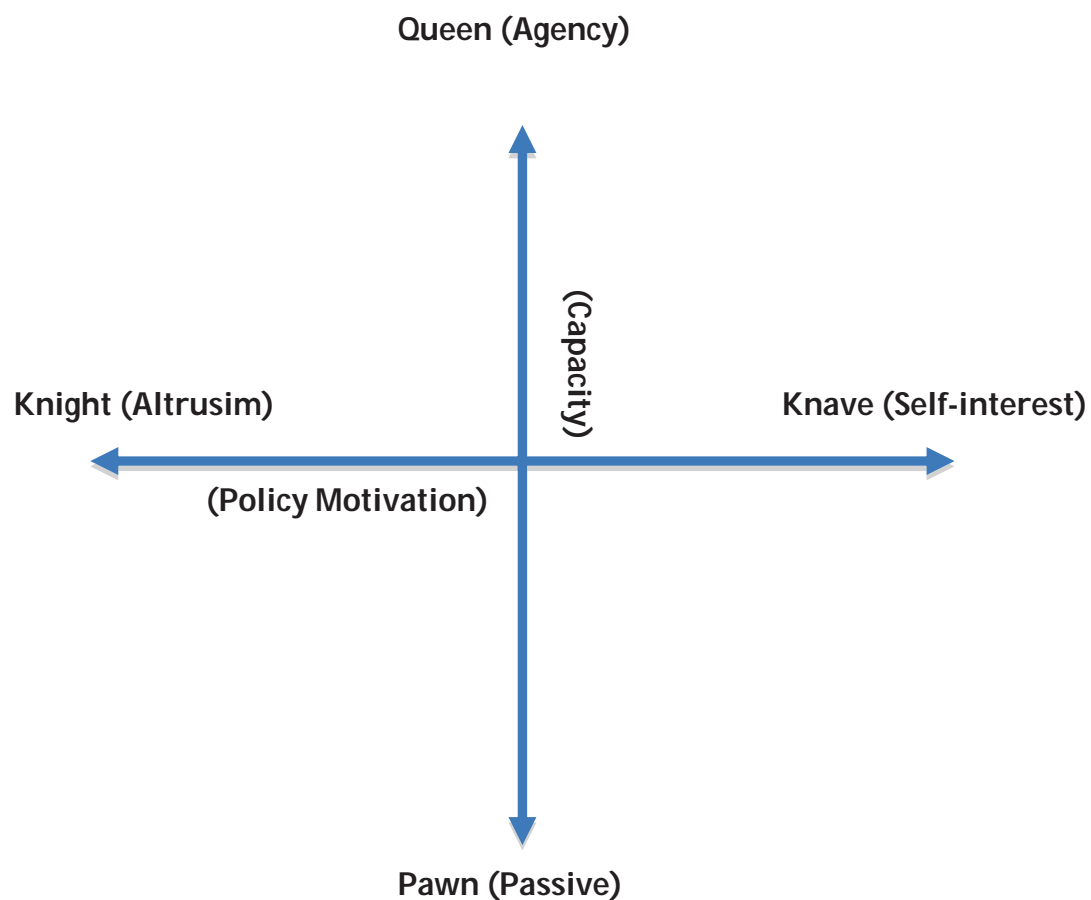 Queen (Agency)
(Capacity)
Knight (Altrusim)
Knave (Self-interest)
(Policy Motivation)
Pawn (Passive)